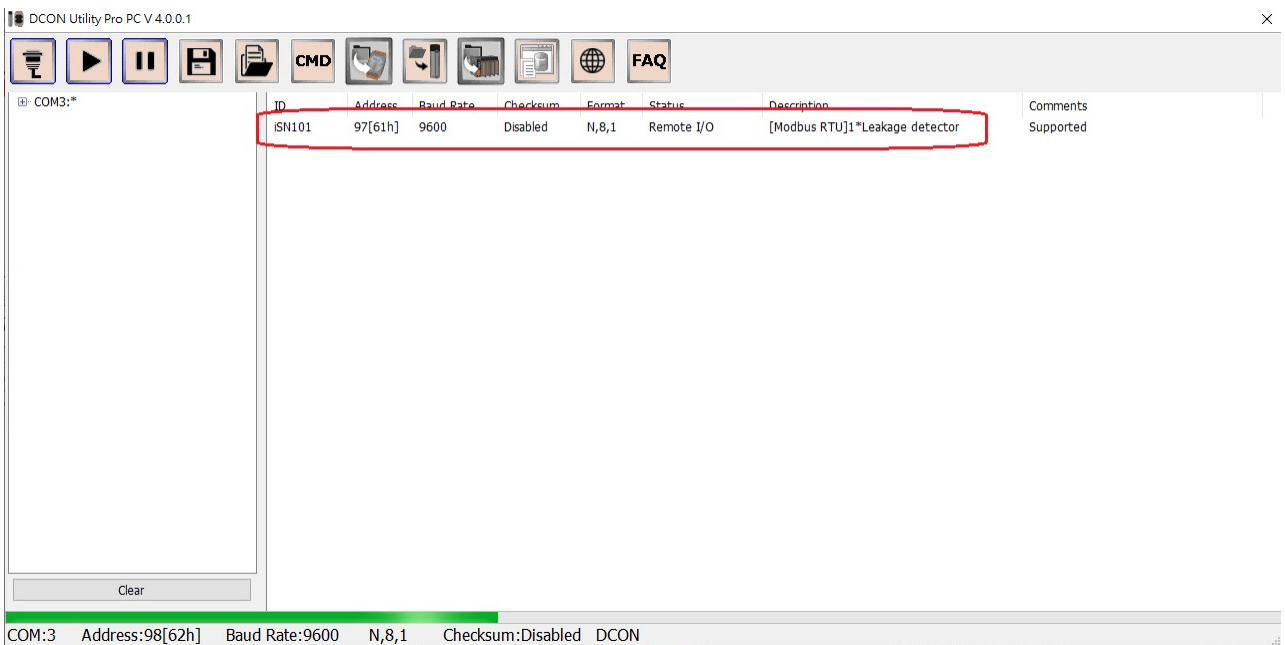 DCON Utility Pro PC V 4.0.0.1
CMD FAQ
COM3:*
ID Address Baud Rate Checksum Format Status Description Comments
iSN101 97[61h] 9600 Disabled N,8,1 Remote I/O [Modbus RTU]1*Leakage detector Supported
Clear
COM:3 Address:98[62h] Baud Rate:9600 N,8,1 Checksum:Disabled DCON